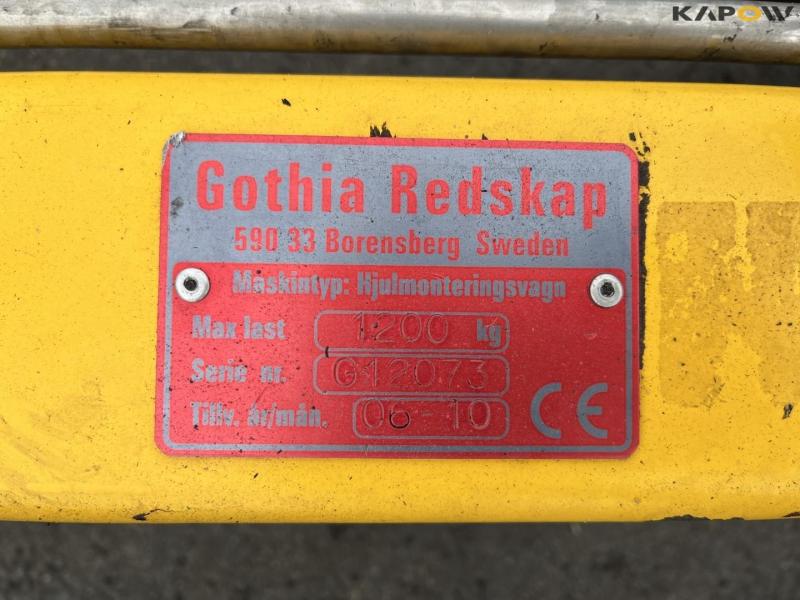 KAPOW
Gothia Redskap
590 33 Borensberg Sweden
Maskintyp: Hjulmonteringsvagn
Max last 1200 kg
Serie nr. G12073
Tillv. år/mån. 06-10 CE